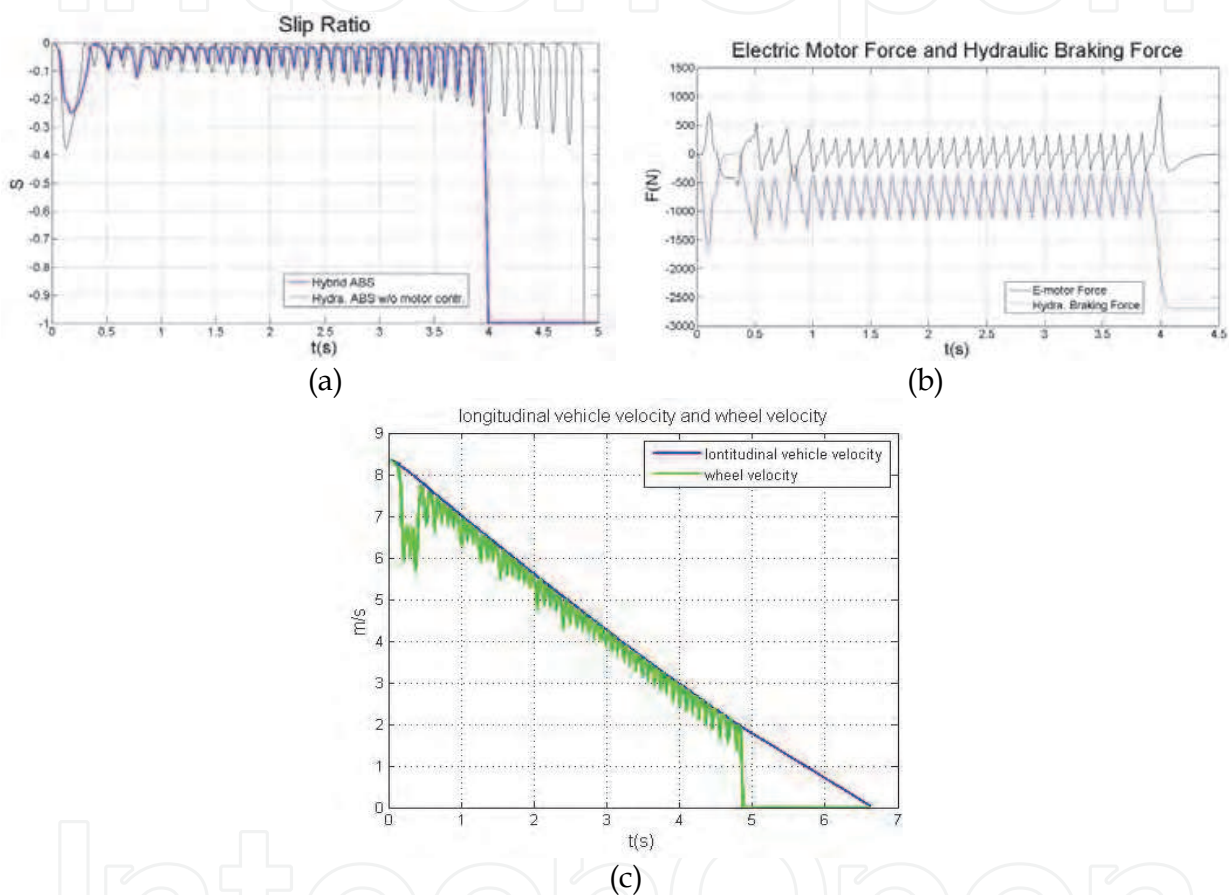 Slip Ratio
0
-0.1
-0.2
-0.3
-0.4
-0.5
-0.6
-0.7
-0.8
-0.9
-1
S
Hybrid ABS
Hydra. ABS w/o motor contr.
0 0.5 1 1.5 2 2.5 3 3.5 4 4.5 5
t(s)
(a)
Electric Motor Force and Hydraulic Braking Force
1500
1000
500
0
-500
-1000
-1500
-2000
-2500
-3000
F(N)
E-motor Force
Hydra. Braking Force
0 0.5 1 1.5 2 2.5 3 3.5 4 4.5
t(s)
(b)
longitudinal vehicle velocity and wheel velocity
9
8
7
6
5
4
3
2
1
0
m/s
lontitudinal vehicle velocity
wheel velocity
0 1 2 3 4 5 6 7
t(s)
(c)